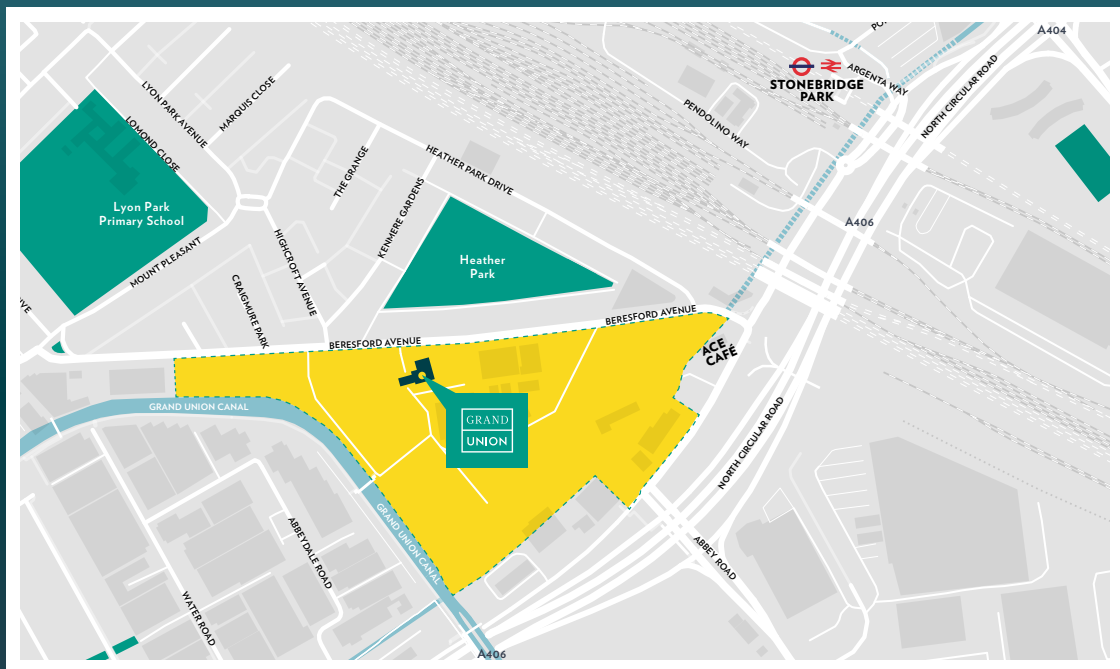 A404
PO
ARGENTA WAY
STONEBRIDGE
PARK
NORTH CIRCULAR ROAD
PENDOLINO WAY
LYON PARK AVENUE
MARQUIS CLOSE
LOMOND CLOSE
THE GRANGE
HEATHER PARK DRIVE
KENMERE GARDENS
Lyon Park
Primary School
A406
MOUNT PLEASANT
HIGHCROFT AVENUE
Heather
Park
CRAIGMURE PARK
IVE
BERESFORD AVENUE
BERESFORD AVENUE
ACE
CAFÉ
GRAND UNION CANAL
GRAND
UNION
NORTH CIRCULAR ROAD
GRAND UNION CANAL
ABBEYDALE ROAD
ABBEY ROAD
WATER ROAD
A406